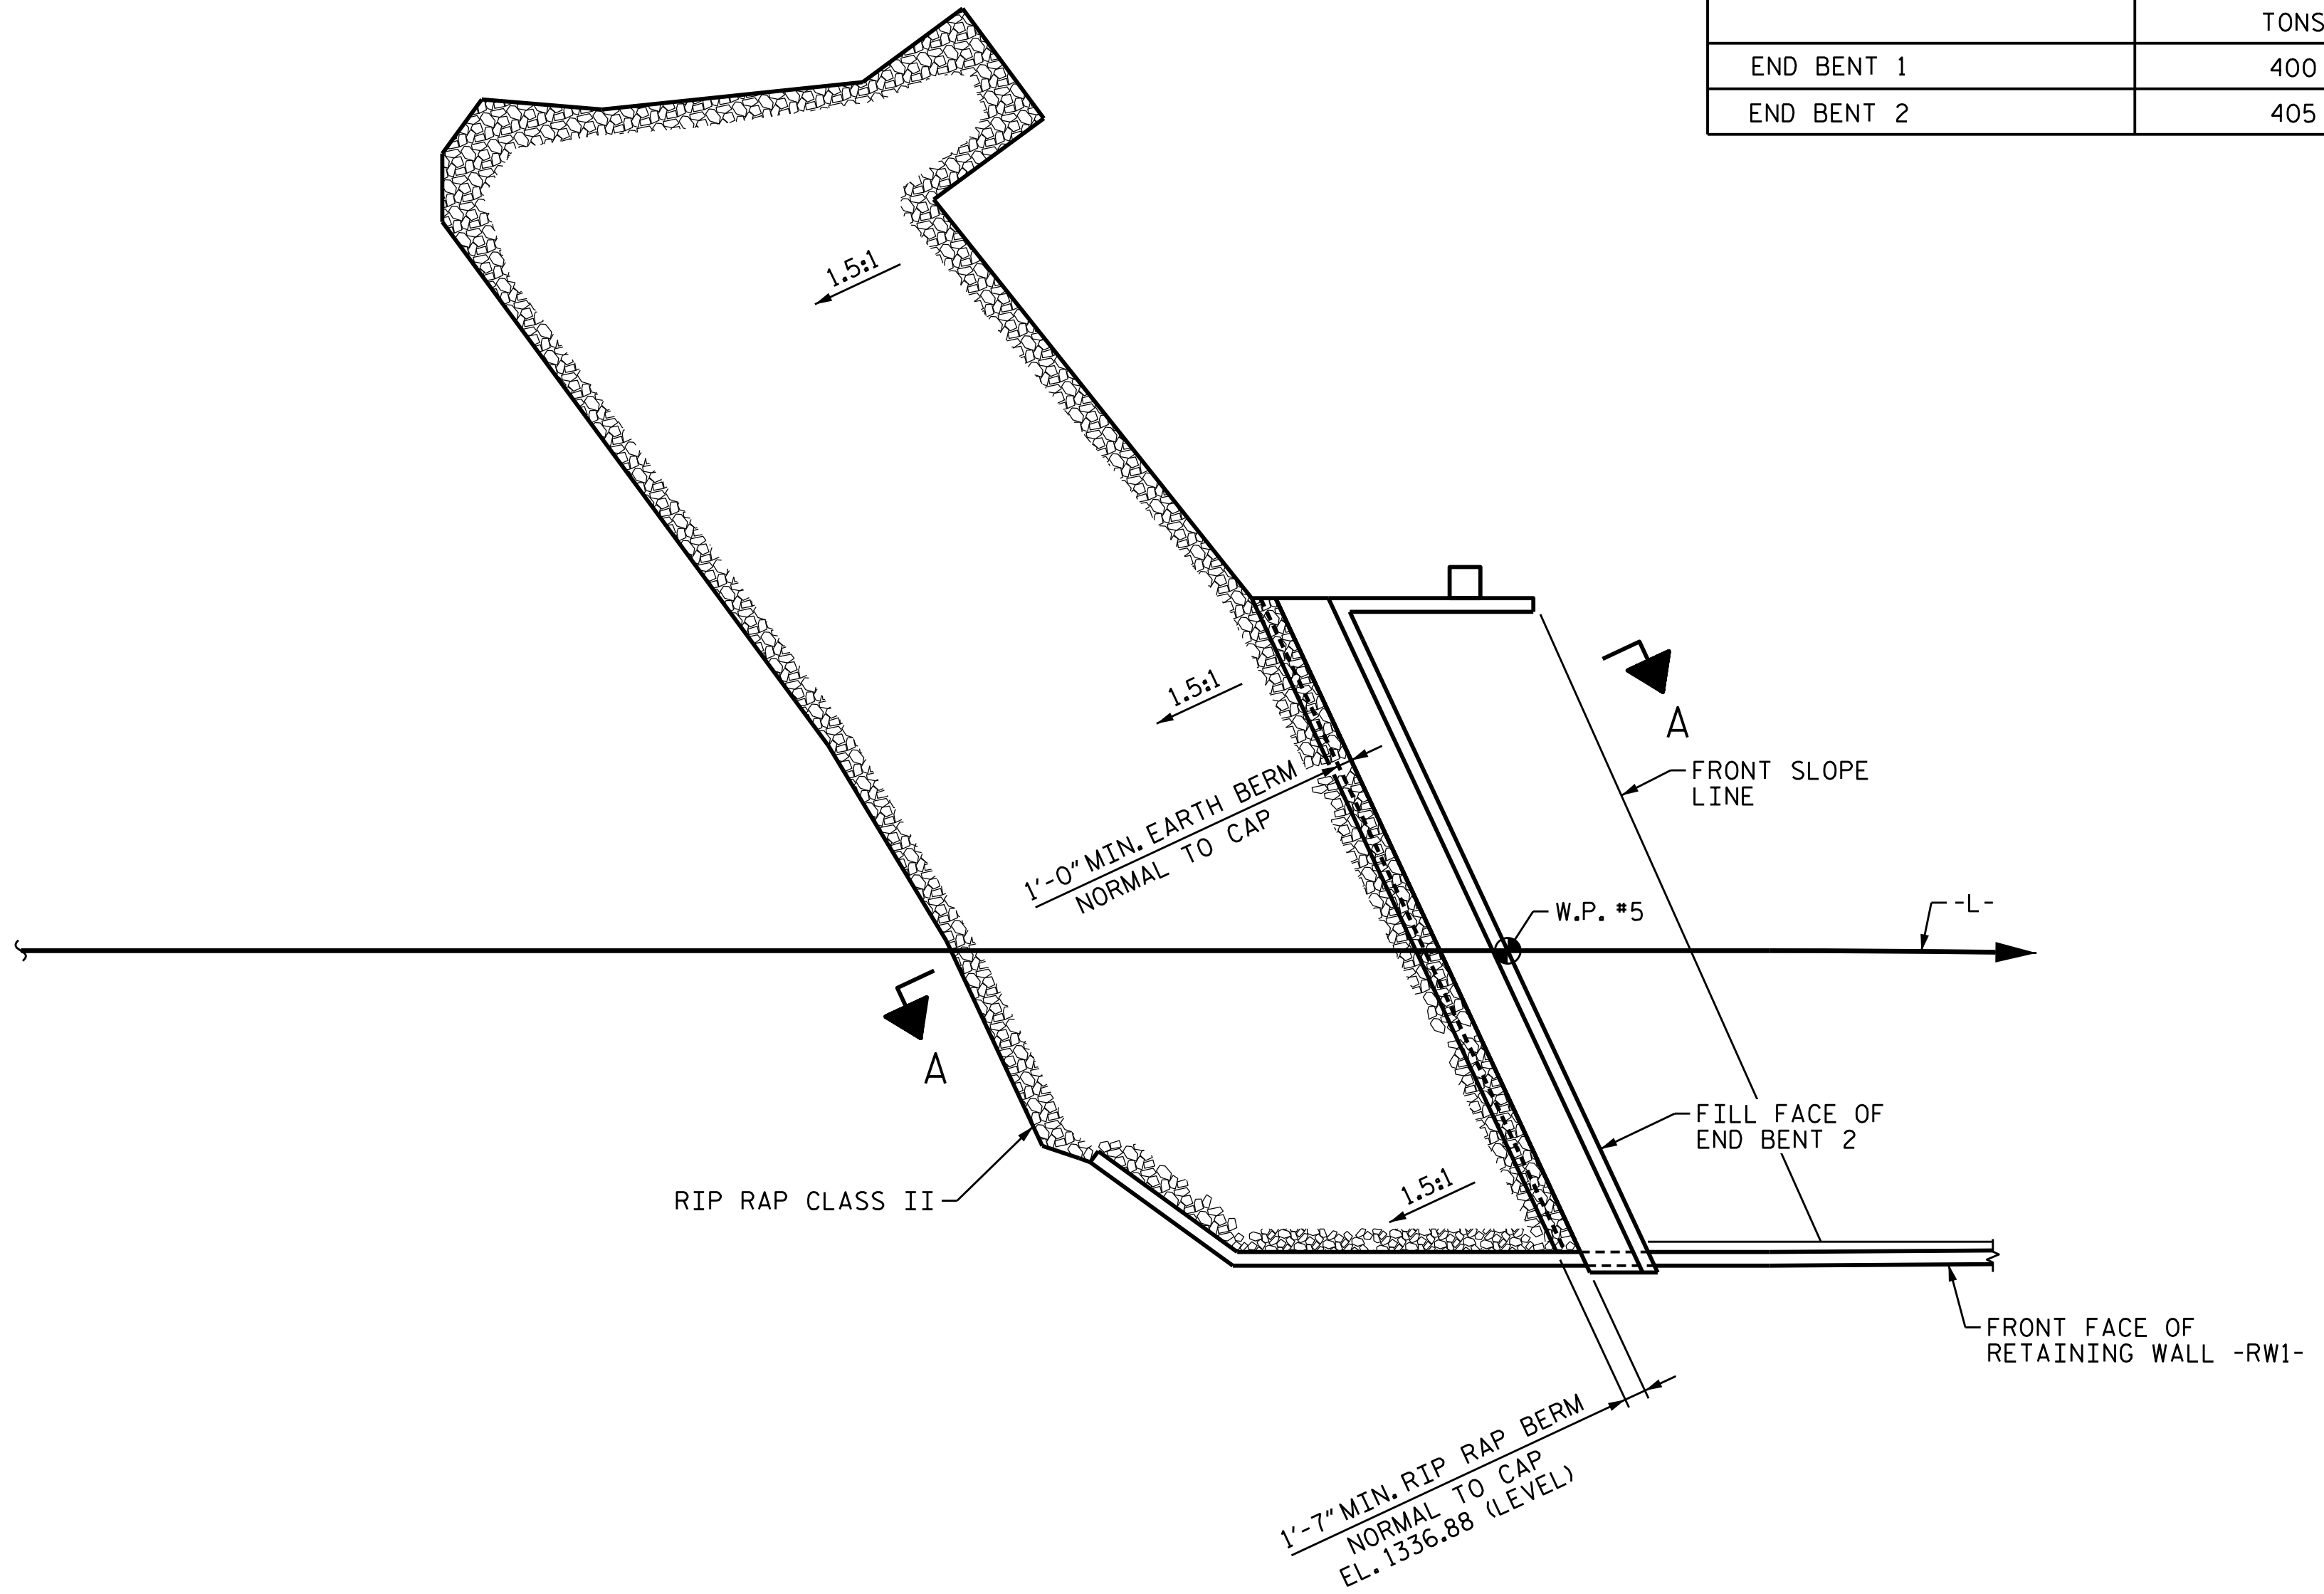 TONS
END BENT 1 400
END BENT 2 405
1.5:1
1.5:1
A
FRONT SLOPE
LINE
1'-0" MIN. EARTH BERM
NORMAL TO CAP
W.P. #5
-L-
A
FILL FACE OF
END BENT 2
RIP RAP CLASS II
1.5:1
FRONT FACE OF
RETAINING WALL -RW1-
1'-7" MIN. RIP RAP BERM
NORMAL TO CAP
EL. 1336.88 (LEVEL)